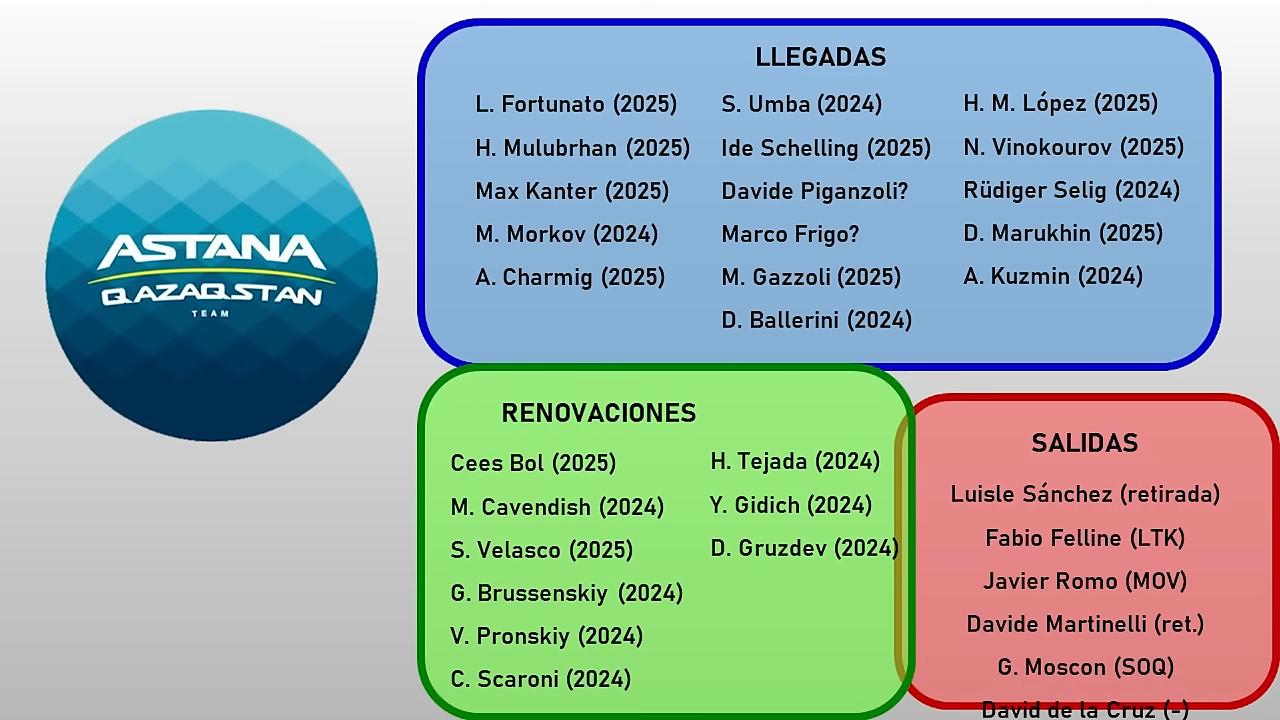 ASTANA
QAZAQSTAN
TEAM
LLEGADAS
L. Fortunato (2025)
H. Mulubrhan (2025)
Max Kanter (2025)
M. Morkov (2024)
A. Charmig (2025)
S. Umba (2024)
Ide Schelling (2025)
Davide Piganzoli?
Marco Frigo?
M. Gazzoli (2025)
D. Ballerini (2024)
H. M. López (2025)
N. Vinokourov (2025)
Rüdiger Selig (2024)
D. Marukhin (2025)
A. Kuzmin (2024)
RENOVACIONES
Cees Bol (2025)
M. Cavendish (2024)
S. Velasco (2025)
G. Brussenskiy (2024)
V. Pronskiy (2024)
C. Scaroni (2024)
H. Tejada (2024)
Y. Gidich (2024)
D. Gruzdev (2024)
SALIDAS
Luisle Sánchez (retirada)
Fabio Felline (LTK)
Javier Romo (MOV)
Davide Martinelli (ret.)
G. Moscon (SOQ)
David de la Cruz (-)